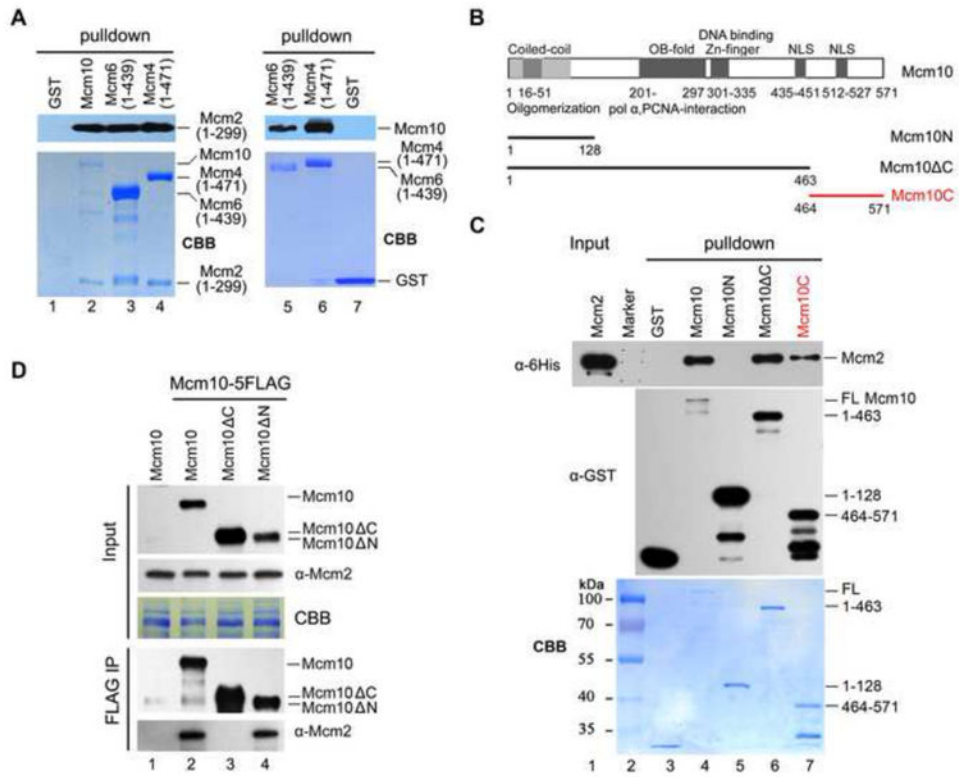 A
pulldown
GST
Mcm10
Mcm6
(1-439)
Mcm4
(1-471)
Mcm2
(1-299)
Mcm10
Mcm4
(1-471)
Mcm6
(1-439)
CBB
Mcm2
(1-299)
1 2 3 4
pulldown
Mcm6
(1-439)
Mcm4
(1-471)
GST
Mcm10
Mcm4
(1-471)
Mcm6
(1-439)
CBB
GST
5 6 7
B
DNA binding
Coiled-coil OB-fold Zn-finger NLS NLS
Mcm10
1 16-51 201- 297 301-335 435-451 512-527 571
Oligomerization pol α,PCNA-interaction
Mcm10N
1 128
Mcm10ΔC
1 463
Mcm10C
464 571
C
Input pulldown
Mcm2
Marker
GST
Mcm10
Mcm10N
Mcm10ΔC
Mcm10C
α-6His
Mcm2
α-GST
FL Mcm10
1-463
1-128
464-571
kDa
100
70
55
40
35
CBB
FL
1-463
1-128
464-571
1 2 3 4 5 6 7
D
Mcm10-5FLAG
Mcm10
Mcm10
Mcm10ΔC
Mcm10ΔN
Input
Mcm10
Mcm10ΔC
Mcm10ΔN
α-Mcm2
CBB
FLAG IP
Mcm10
Mcm10ΔC
Mcm10ΔN
α-Mcm2
1 2 3 4